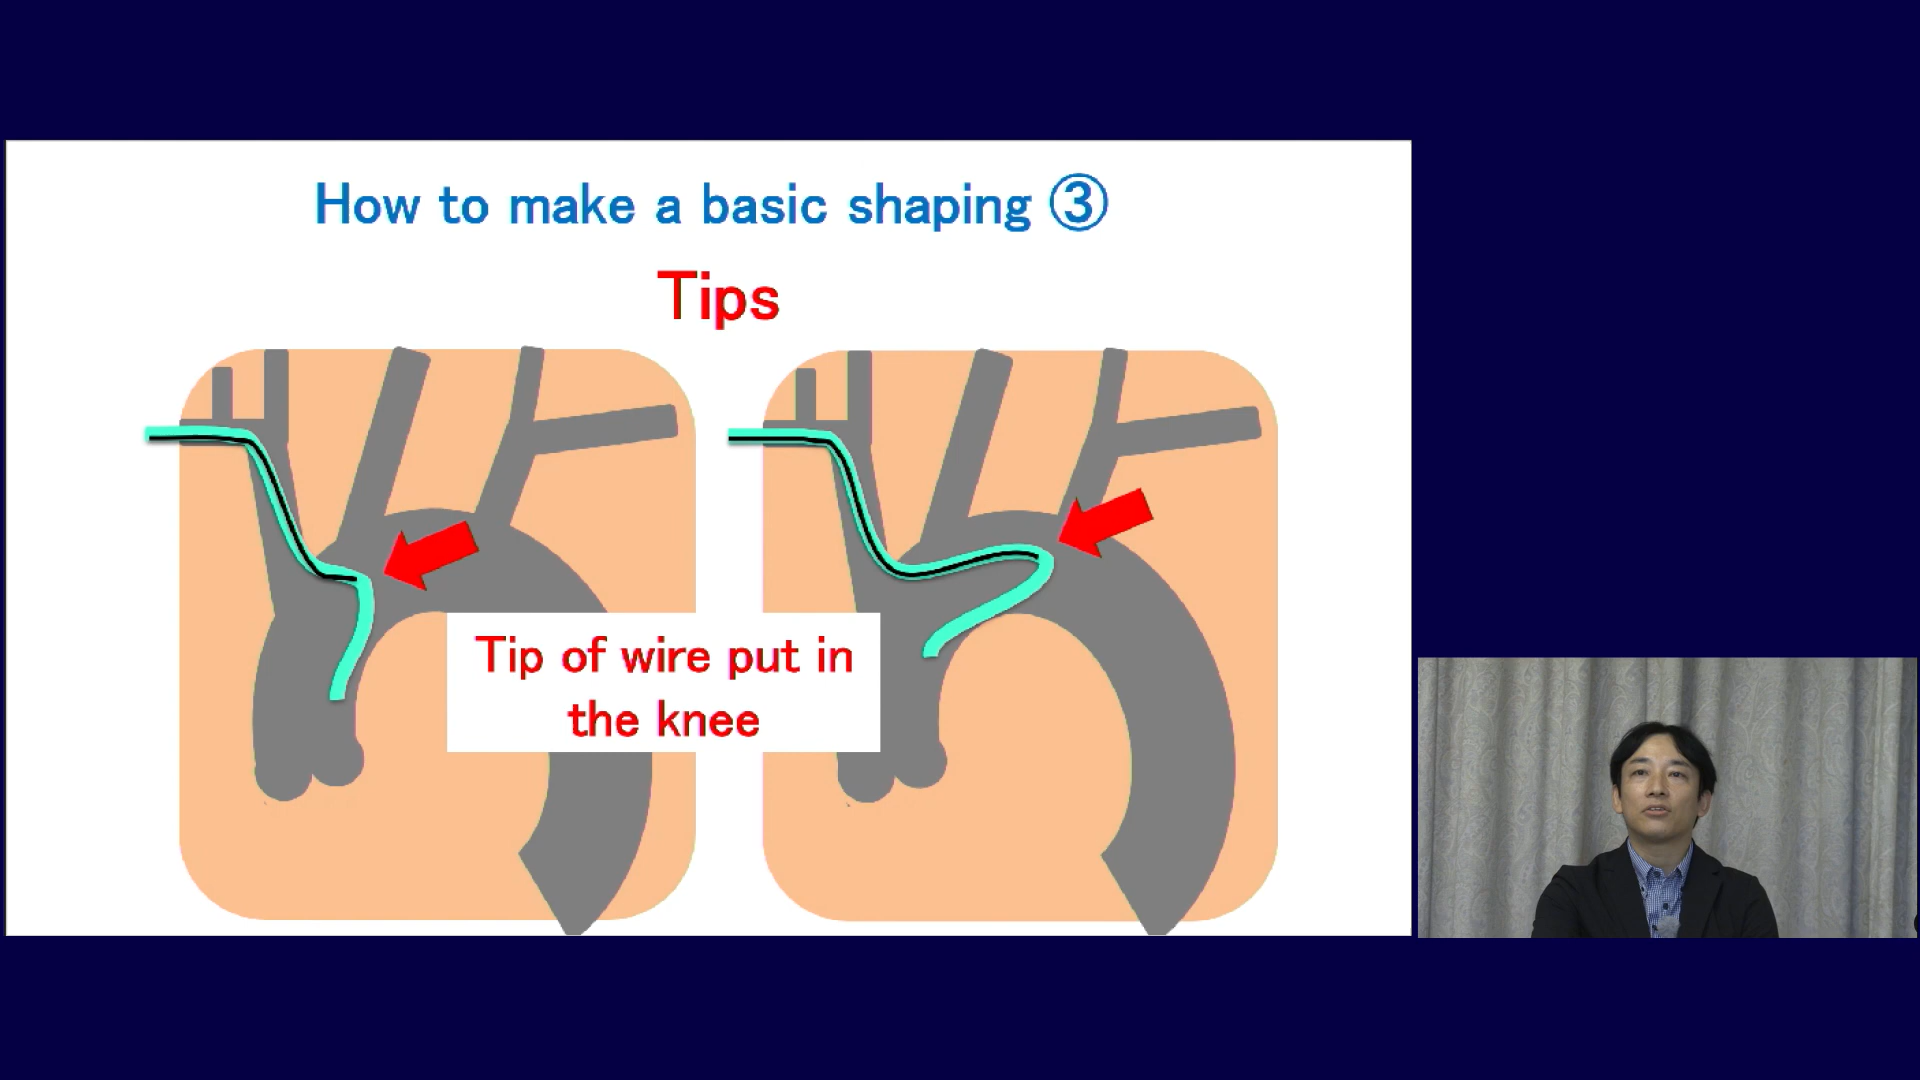 How to make a basic shaping ③
Tips
Tip of wire put in
the knee